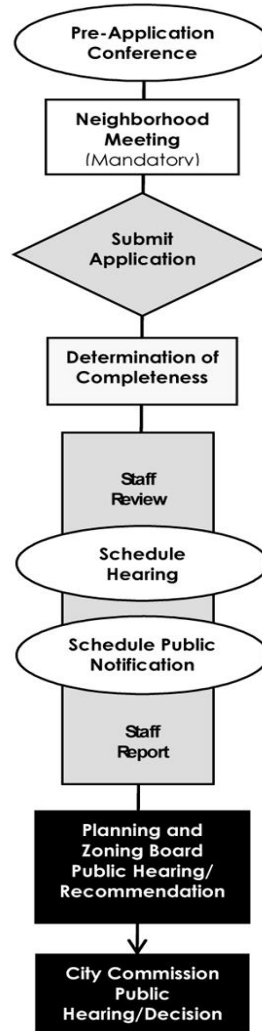 Pre-Application
Conference
Neighborhood
Meeting
(Mandatory)
Submit
Application
Determination of
Completeness
Staff
Review
Schedule
Hearing
Schedule Public
Notification
Staff
Report
Planning and
Zoning Board
Public Hearing/
Recommendation
City Commission
Public
Hearing/Decision